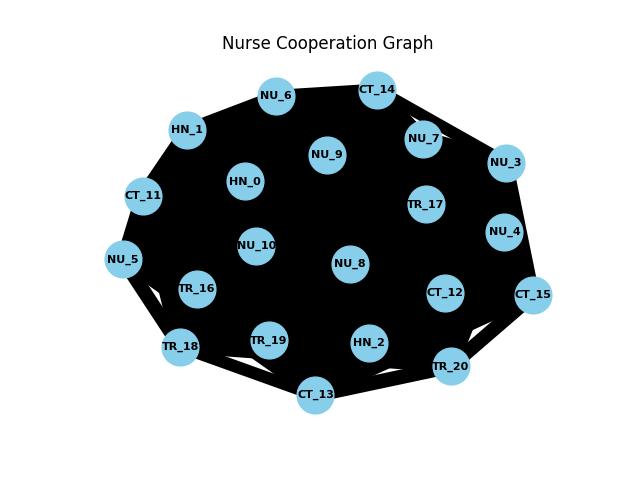 Nurse Cooperation Graph
CT_14
NU_6
HN_1
NU_7
NU_9
NU_3
HN_0
CT_11
TR_17
NU_4
NU_10
NU_5
NU_8
TR_16
CT_12
CT_15
TR_19
HN_2
TR_18
TR_20
CT_13